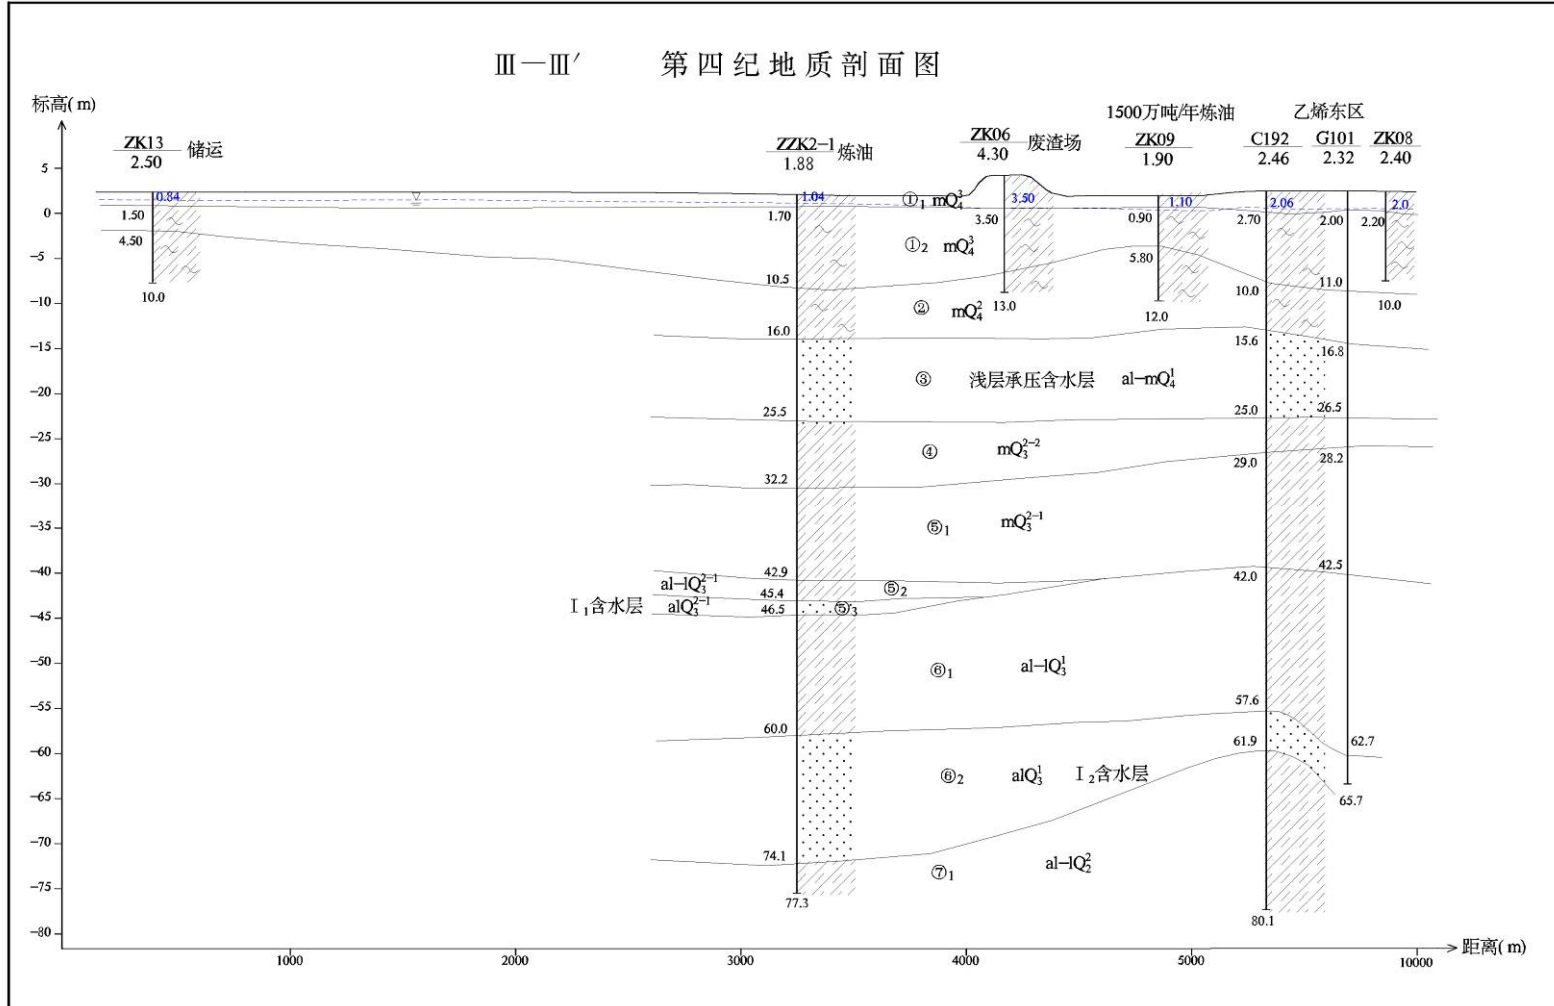 Ⅲ—Ⅲ′ 第四纪地质剖面图
标高(m)
1500万吨/年炼油 乙烯东区
ZK13 储运 ZZK2-1 炼油 ZK06 废渣场 ZK09 C192 G101 ZK08
2.50 1.88 4.30 1.90 2.46 2.32 2.40
5
0.84 1.04 ①1 mQ₄³ 3.50 1.10 2.06 2.0
0
1.50 1.70 3.50 0.90 2.70 2.00 2.20
4.50 ①2 mQ₄³ 5.80
-5
10.5 10.0 11.0
10.0 13.0 12.0 10.0
-10
② mQ₄²
16.0 15.6 16.8
-15
③ 浅层承压含水层 al-mQ₄¹
-20
25.5 25.0 26.5
-25
④ mQ₃²⁻²
29.0 28.2
-30
32.2
⑤1 mQ₃²⁻¹
-35
-40
42.9 42.0 42.5
al-lQ₃²⁻¹ ⑤2
45.4
Ⅰ1含水层 alQ₃²⁻¹ 46.5 ⑤3
-45
-50
⑥1 al-lQ₃¹
-55
57.6
60.0 61.9 62.7
-60
⑥2 alQ₃¹ Ⅰ2含水层
-65
65.7
-70
74.1
⑦1 al-lQ₂²
-75
77.3 80.1
-80
1000 2000 3000 4000 5000 10000 距离(m)